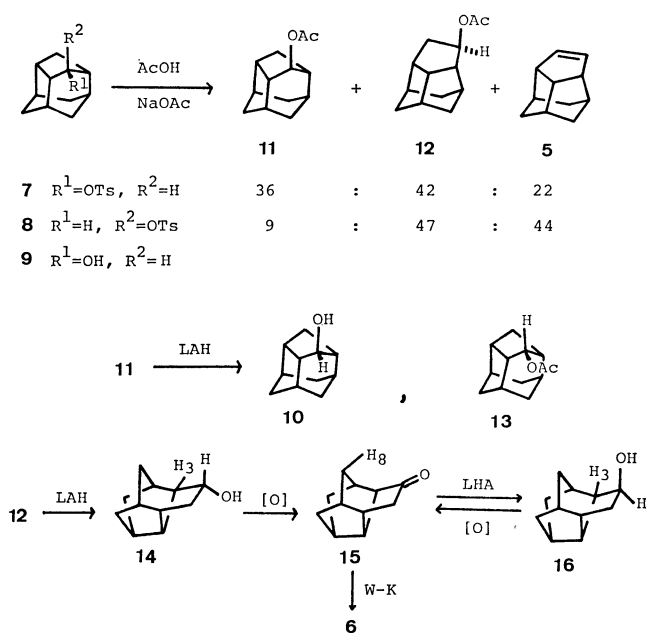 R²
R¹
AcOH
NaOAc
OAc
+
OAc
H
+
11
12
5
7 R¹=OTs, R²=H 36 : 42 : 22
8 R¹=H, R²=OTs 9 : 47 : 44
9 R¹=OH, R²=H
11
LAH
OH
H
10
,
H
OAc
13
12
LAH
H₃
H
OH
14
[O]
H₈
O
15
LHA
[O]
OH
H₃
H
16
W-K
6